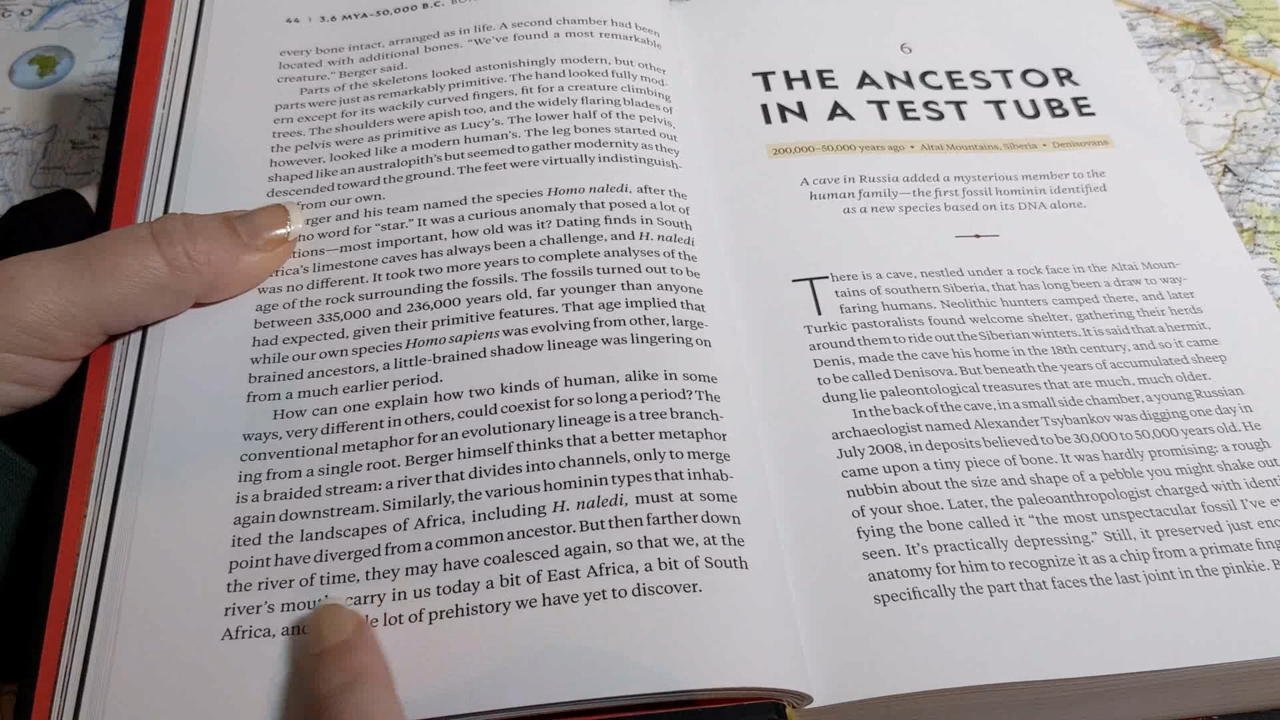 44 | 3.6 MYA–50,000 B.C.
every bone intact, arranged as in life. A second chamber had been
located with additional bones. “We’ve found a most remarkable
creature.” Berger said.
Parts of the skeletons looked astonishingly modern, but other
parts were just as remarkably primitive. The hand looked fully mod-
ern except for its wackily curved fingers, fit for a creature climbing
trees. The shoulders were apish too, and the widely flaring blades of
the pelvis were as primitive as Lucy’s. The lower half of the pelvis,
however, looked like a modern human’s. The leg bones started out
shaped like an australopith’s but seemed to gather modernity as they
descended toward the ground. The feet were virtually indistinguish-
from our own.
rger and his team named the species Homo naledi, after the
ho word for “star.” It was a curious anomaly that posed a lot of
tions—most important, how old was it? Dating finds in South
rica’s limestone caves has always been a challenge, and H. naledi
was no different. It took two more years to complete analyses of the
age of the rock surrounding the fossils. The fossils turned out to be
between 335,000 and 236,000 years old, far younger than anyone
had expected, given their primitive features. That age implied that
while our own species Homo sapiens was evolving from other, large-
brained ancestors, a little-brained shadow lineage was lingering on
from a much earlier period.
How can one explain how two kinds of human, alike in some
ways, very different in others, could coexist for so long a period? The
conventional metaphor for an evolutionary lineage is a tree branch-
ing from a single root. Berger himself thinks that a better metaphor
is a braided stream: a river that divides into channels, only to merge
again downstream. Similarly, the various hominin types that inhab-
ited the landscapes of Africa, including H. naledi, must at some
point have diverged from a common ancestor. But then farther down
the river of time, they may have coalesced again, so that we, at the
river’s mouth, carry in us today a bit of East Africa, a bit of South
Africa, and le lot of prehistory we have yet to discover.
6
THE ANCESTOR
IN A TEST TUBE
200,000–50,000 years ago • Altai Mountains, Siberia • Denisovans
A cave in Russia added a mysterious member to the
human family—the first fossil hominin identified
as a new species based on its DNA alone.
There is a cave, nestled under a rock face in the Altai Moun-
tains of southern Siberia, that has long been a draw to way-
faring humans. Neolithic hunters camped there, and later
Turkic pastoralists found welcome shelter, gathering their herds
around them to ride out the Siberian winters. It is said that a hermit,
Denis, made the cave his home in the 18th century, and so it came
to be called Denisova. But beneath the years of accumulated sheep
dung lie paleontological treasures that are much, much older.
In the back of the cave, in a small side chamber, a young Russian
archaeologist named Alexander Tsybankov was digging one day in
July 2008, in deposits believed to be 30,000 to 50,000 years old. He
came upon a tiny piece of bone. It was hardly promising: a rough
nubbin about the size and shape of a pebble you might shake out
of your shoe. Later, the paleoanthropologist charged with ident
fying the bone called it “the most unspectacular fossil I’ve e
seen. It’s practically depressing.” Still, it preserved just eno
anatomy for him to recognize it as a chip from a primate fing
specifically the part that faces the last joint in the pinkie. B